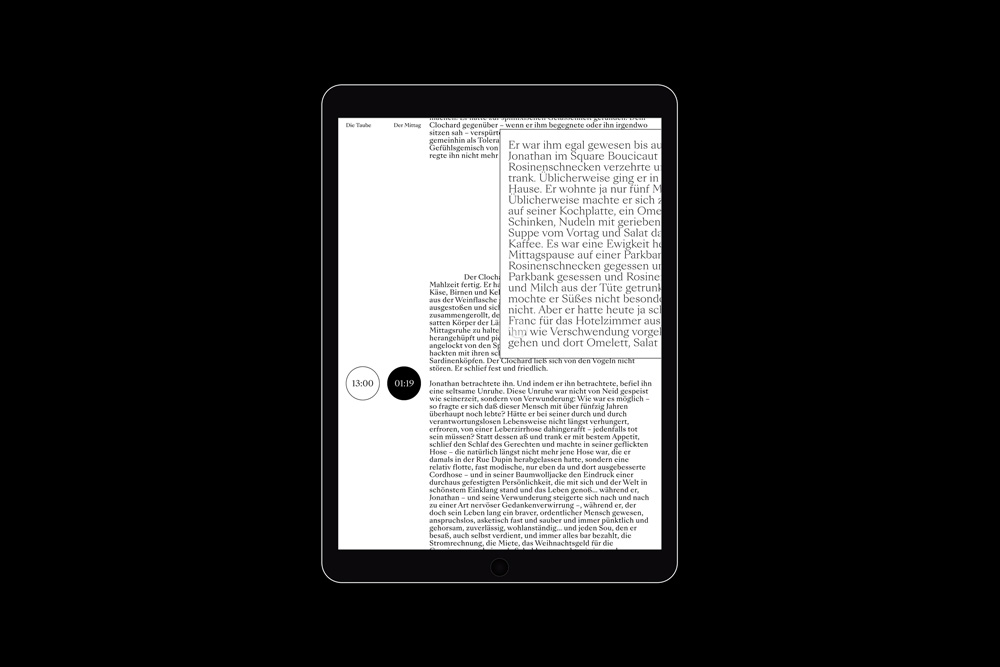 Die Taube
Der Mittag
Clochard gegenüber – wenn er ihm begegnete oder ihn irgendwo
sitzen sah – verspürte
gemeinhin als Tolera
Gefühlsgemisch von
regte ihn nicht mehr
Er war ihm egal gewesen bis au
Jonathan im Square Boucicaut
Rosinenschnecken verzehrte u
trank. Üblicherweise ging er in
Hause. Er wohnte ja nur fünf M
Üblicherweise machte er sich z
auf seiner Kochplatte, ein Ome
Schinken, Nudeln mit gerieben
Suppe vom Vortag und Salat da
Kaffee. Es war eine Ewigkeit he
Mittagspause auf einer Parkban
Rosinenschnecken gegessen un
Parkbank gesessen und Rosine
und Milch aus der Tüte getrunk
mochte er Süßes nicht besonde
nicht. Aber er hatte heute ja sch
Franc für das Hotelzimmer aus
ihm wie Verschwendung vorgek
gehen und dort Omelett, Salat
Der Clocha
Mahlzeit fertig. Er ha
Käse, Birnen und Kek
aus der Weinflasche
ausgestoßen und sich
zusammengerollt, de
satten Körper der Lä
Mittagsruhe zu halte
herangehüpft und pic
angelockt von den Sp
hackten mit ihren sc
Sardinenköpfen. Der Clochard ließ sich von den Vögeln nicht
stören. Er schlief fest und friedlich.
13:00
01:19
Jonathan betrachtete ihn. Und indem er ihn betrachtete, befiel ihn
eine seltsame Unruhe. Diese Unruhe war nicht von Neid gespeist
wie seinerzeit, sondern von Verwunderung: Wie war es möglich –
so fragte er sich daß dieser Mensch mit über fünfzig Jahren
überhaupt noch lebte? Hätte er bei seiner durch und durch
verantwortungslosen Lebensweise nicht längst verhungert,
erfroren, von einer Leberzirrhose dahingerafft – jedenfalls tot
sein müssen? Statt dessen aß und trank er mit bestem Appetit,
schlief den Schlaf des Gerechten und machte in seiner geflickten
Hose – die natürlich längst nicht mehr jene Hose war, die er
damals in der Rue Dupin herabgelassen hatte, sondern eine
relativ flotte, fast modische, nur eben da und dort ausgebesserte
Cordhose – und in seiner Baumwolljacke den Eindruck einer
durchaus gefestigten Persönlichkeit, die mit sich und der Welt in
schönstem Einklang stand und das Leben genoß... während er,
Jonathan – und seine Verwunderung steigerte sich nach und nach
zu einer Art nervöser Gedankenverwirrung –, während er, der
doch sein Leben lang ein braver, ordentlicher Mensch gewesen,
anspruchslos, asketisch fast und sauber und immer pünktlich und
gehorsam, zuverlässig, wohlanständig... und jeden Sou, den er
besaß, auch selbst verdient, und immer alles bar bezahlt, die
Stromrechnung, die Miete, das Weihnachtsgeld für die